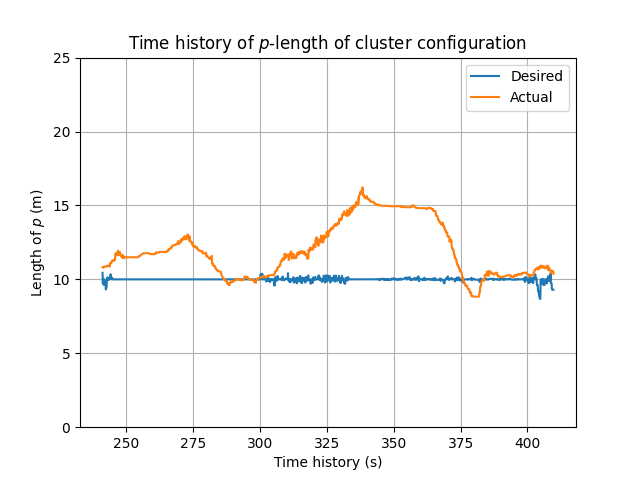 Time history of p-length of cluster configuration
Desired
Actual
25
20
15
10
5
0
Length of p (m)
250 275 300 325 350 375 400
Time history (s)